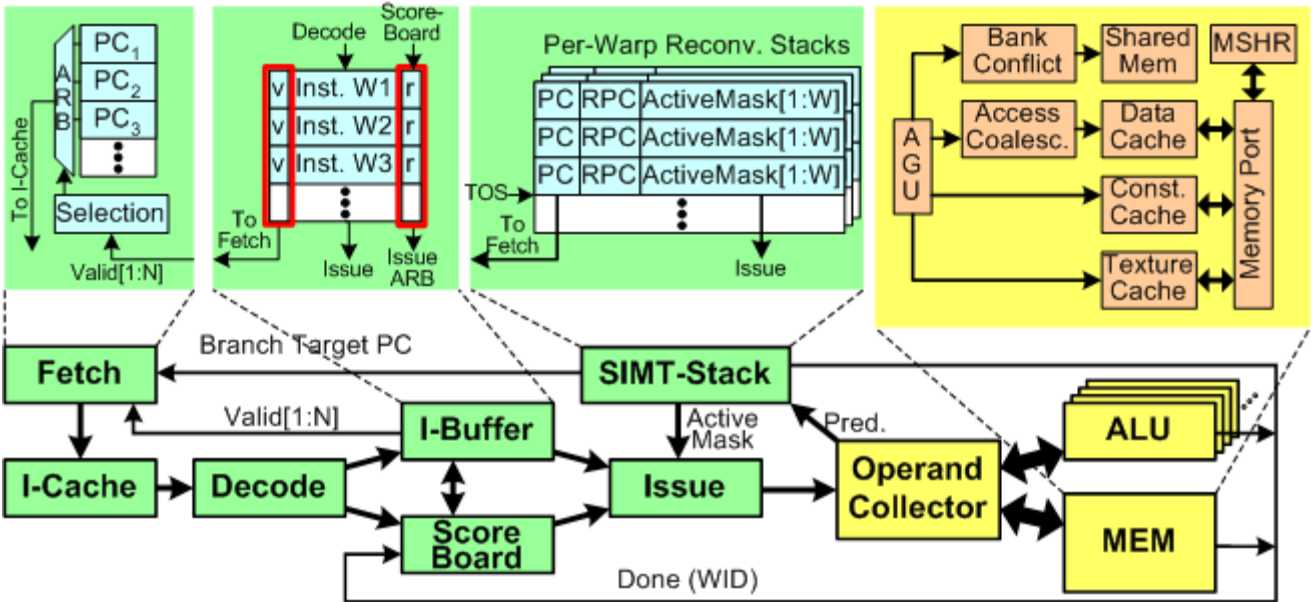 ARB
PC1
PC2
PC3
To I-Cache
Selection
Valid[1:N]
Decode
Score-
Board
v Inst. W1 r
v Inst. W2 r
v Inst. W3 r
To
Fetch
Issue
Issue
ARB
Per-Warp Reconv. Stacks
PC RPC ActiveMask[1:W]
PC RPC ActiveMask[1:W]
PC RPC ActiveMask[1:W]
TOS
To
Fetch
Issue
AGU
Bank
Conflict
Shared
Mem
MSHR
Access
Coalesc.
Data
Cache
Const.
Cache
Texture
Cache
Memory Port
Branch Target PC
Fetch
SIMT-Stack
Valid[1:N]
I-Buffer
Active
Mask
Pred.
ALU
I-Cache
Decode
Issue
Operand
Collector
Score
Board
MEM
Done (WID)